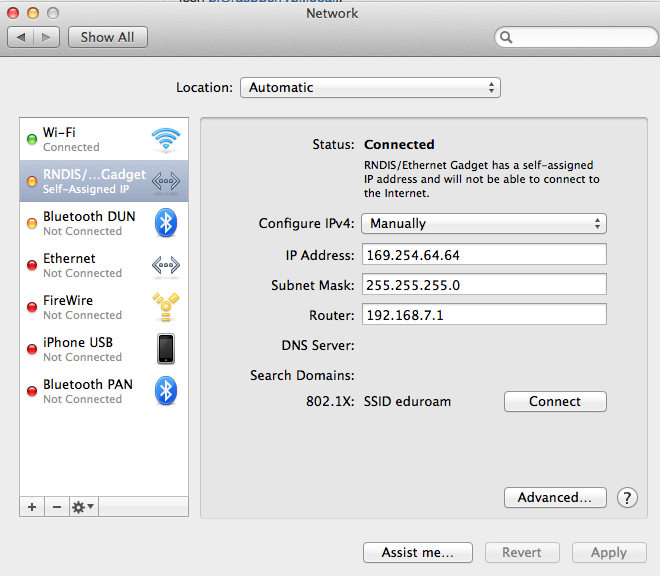 Network
Show All
Location: Automatic
Wi-Fi
Connected
RNDIS/...Gadget
Self-Assigned IP
Bluetooth DUN
Not Connected
Ethernet
Not Connected
FireWire
Not Connected
iPhone USB
Not Connected
Bluetooth PAN
Not Connected
Status: Connected
RNDIS/Ethernet Gadget has a self-assigned
IP address and will not be able to connect to
the Internet.
Configure IPv4: Manually
IP Address: 169.254.64.64
Subnet Mask: 255.255.255.0
Router: 192.168.7.1
DNS Server:
Search Domains:
802.1X: SSID eduroam Connect
Advanced... ?
Assist me... Revert Apply